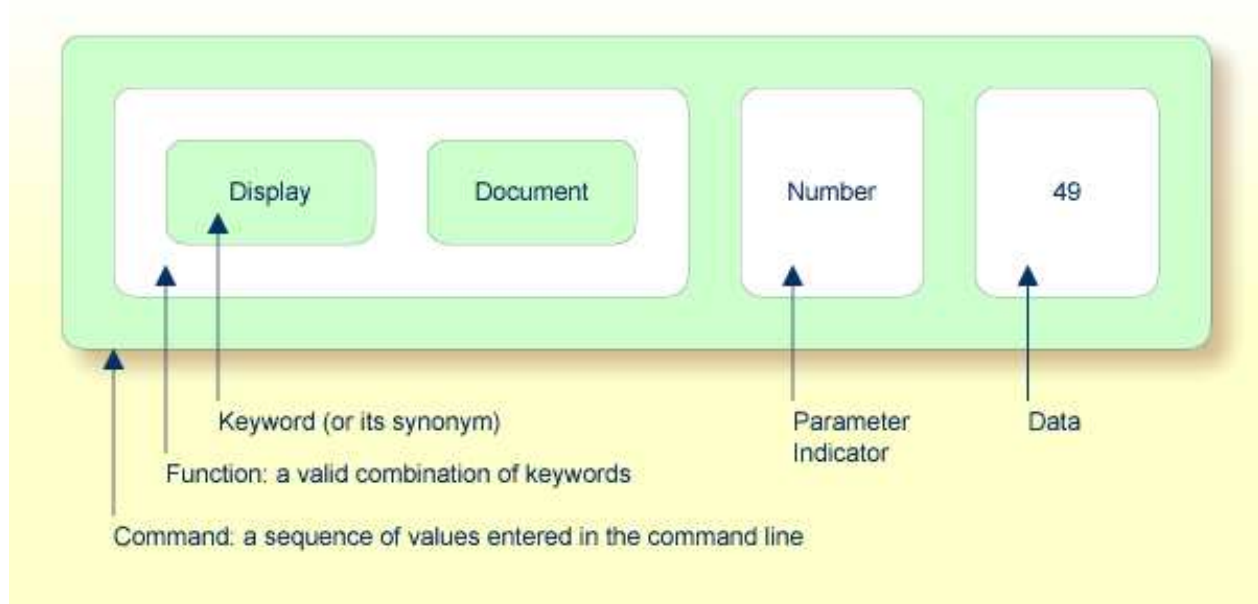 Display Document Number 49
Keyword (or its synonym)
Parameter
Indicator
Data
Function: a valid combination of keywords
Command: a sequence of values entered in the command line